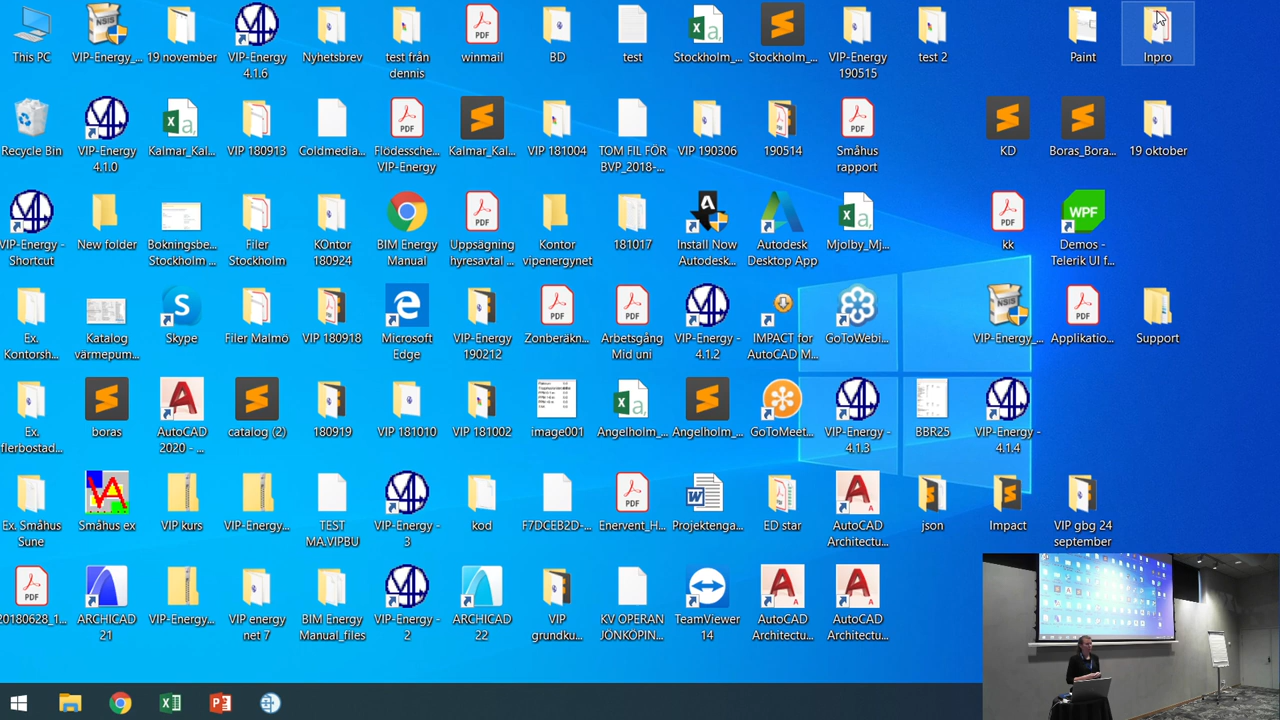 This PC
VIP-Energy_...
19 november
VIP-Energy
4.1.6
Nyhetsbrev
test från
dennis
winmail
BD
test
Stockholm_...
Stockholm_...
VIP-Energy
190515
test 2
Paint
Inpro
Recycle Bin
VIP-Energy
4.1.0
Kalmar_Kal...
VIP 180913
Coldmedia...
Flödessche...
VIP-Energy
Kalmar_Kal...
VIP 181004
TOM FIL FÖR
BVP_2018-...
VIP 190306
190514
Småhus
rapport
KD
Boras_Bora...
19 oktober
VIP-Energy -
Shortcut
New folder
Bokningsbe...
Stockholm ...
Filer
Stockholm
KOntor
180924
BIM Energy
Manual
Uppsägning
hyresavtal ...
Kontor
vipenergynet
181017
Install Now
Autodesk...
Autodesk
Desktop App
Mjolby_Mj...
kk
WPF
Demos -
Telerik UI f...
Ex.
Kontorsh...
Katalog
värmepum...
Skype
Filer Malmö
VIP 180918
Microsoft
Edge
VIP-Energy
190212
Zonberäkn...
Arbetsgång
Mid uni
VIP-Energy -
4.1.2
IMPACT for
AutoCAD M...
GoToWebi...
VIP-Energy_...
Applikatio...
Support
Ex.
flerbostad...
boras
AutoCAD
2020 - ...
catalog (2)
180919
VIP 181010
VIP 181002
image001
Angelholm_...
Angelholm_...
GoToMeet...
VIP-Energy -
4.1.3
BBR25
VIP-Energy -
4.1.4
Ex. Småhus
Sune
Småhus ex
VIP kurs
VIP-Energy...
TEST
MA.VIPBU
VIP-Energy -
3
kod
F7DCEB2D-...
Enervent_H...
Projektenga...
ED star
AutoCAD
Architectu...
json
Impact
VIP gbg 24
september
20180628_1...
ARCHICAD
21
VIP-Energy...
VIP energy
net 7
BIM Energy
Manual_files
VIP-Energy -
2
ARCHICAD
22
VIP
grundku...
KV OPERAN
JÖNKÖPIN...
TeamViewer
14
AutoCAD
Architectu...
AutoCAD
Architectu...